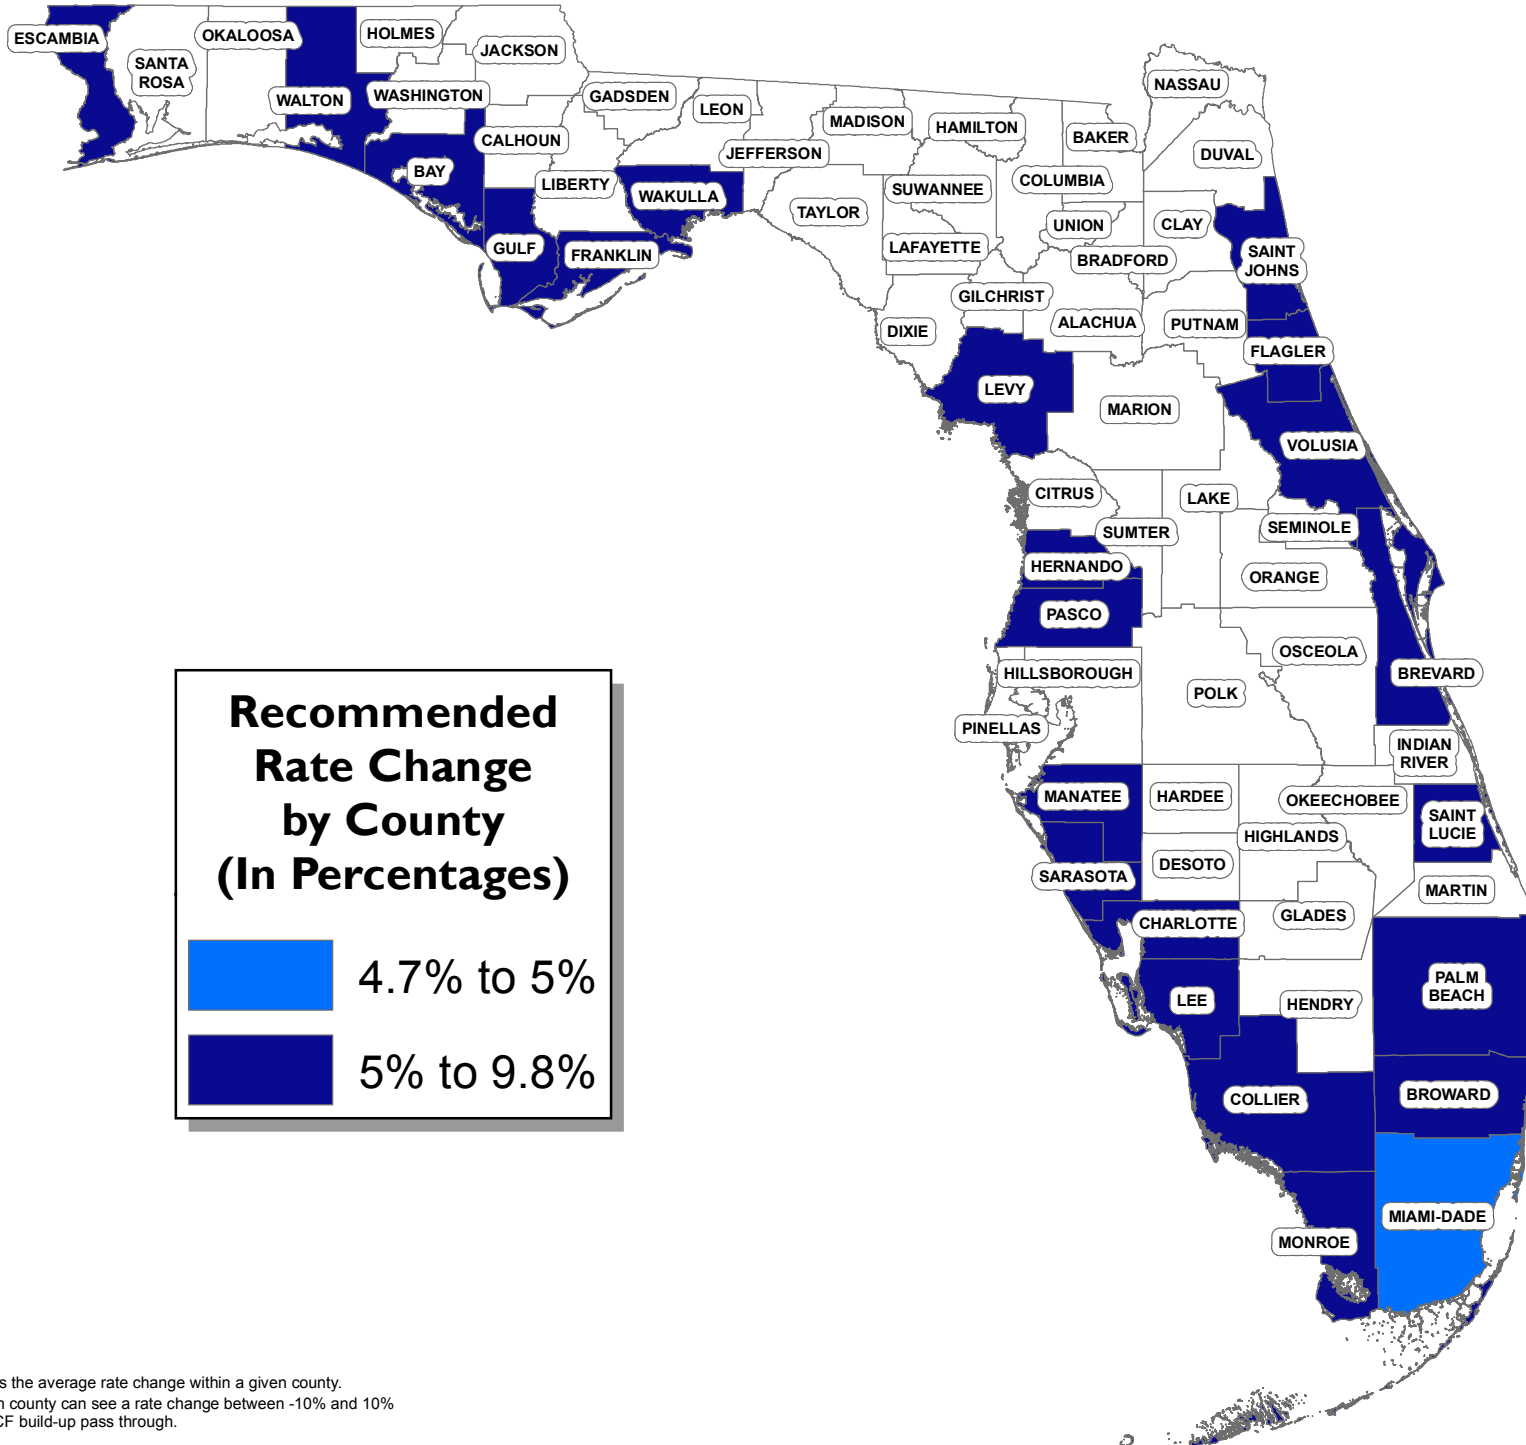 ESCAMBIA
SANTA
ROSA
OKALOOSA
WALTON
HOLMES
WASHINGTON
JACKSON
BAY
CALHOUN
GULF
GADSDEN
LIBERTY
FRANKLIN
LEON
WAKULLA
JEFFERSON
MADISON
TAYLOR
HAMILTON
SUWANNEE
LAFAYETTE
COLUMBIA
BAKER
NASSAU
DUVAL
UNION
CLAY
BRADFORD
SAINT
JOHNS
GILCHRIST
DIXIE
ALACHUA
PUTNAM
FLAGLER
LEVY
MARION
VOLUSIA
CITRUS
LAKE
SUMTER
SEMINOLE
HERNANDO
ORANGE
PASCO
OSCEOLA
HILLSBOROUGH
POLK
BREVARD
PINELLAS
INDIAN
RIVER
MANATEE
HARDEE
OKEECHOBEE
SAINT
LUCIE
HIGHLANDS
DESOTO
SARASOTA
MARTIN
CHARLOTTE
GLADES
LEE
HENDRY
PALM
BEACH
COLLIER
BROWARD
MIAMI-DADE
MONROE
Recommended
Rate Change
by County
(In Percentages)
4.7% to 5%
5% to 9.8%
s the average rate change within a given county.
county can see a rate change between -10% and 10%
CF build-up pass through.